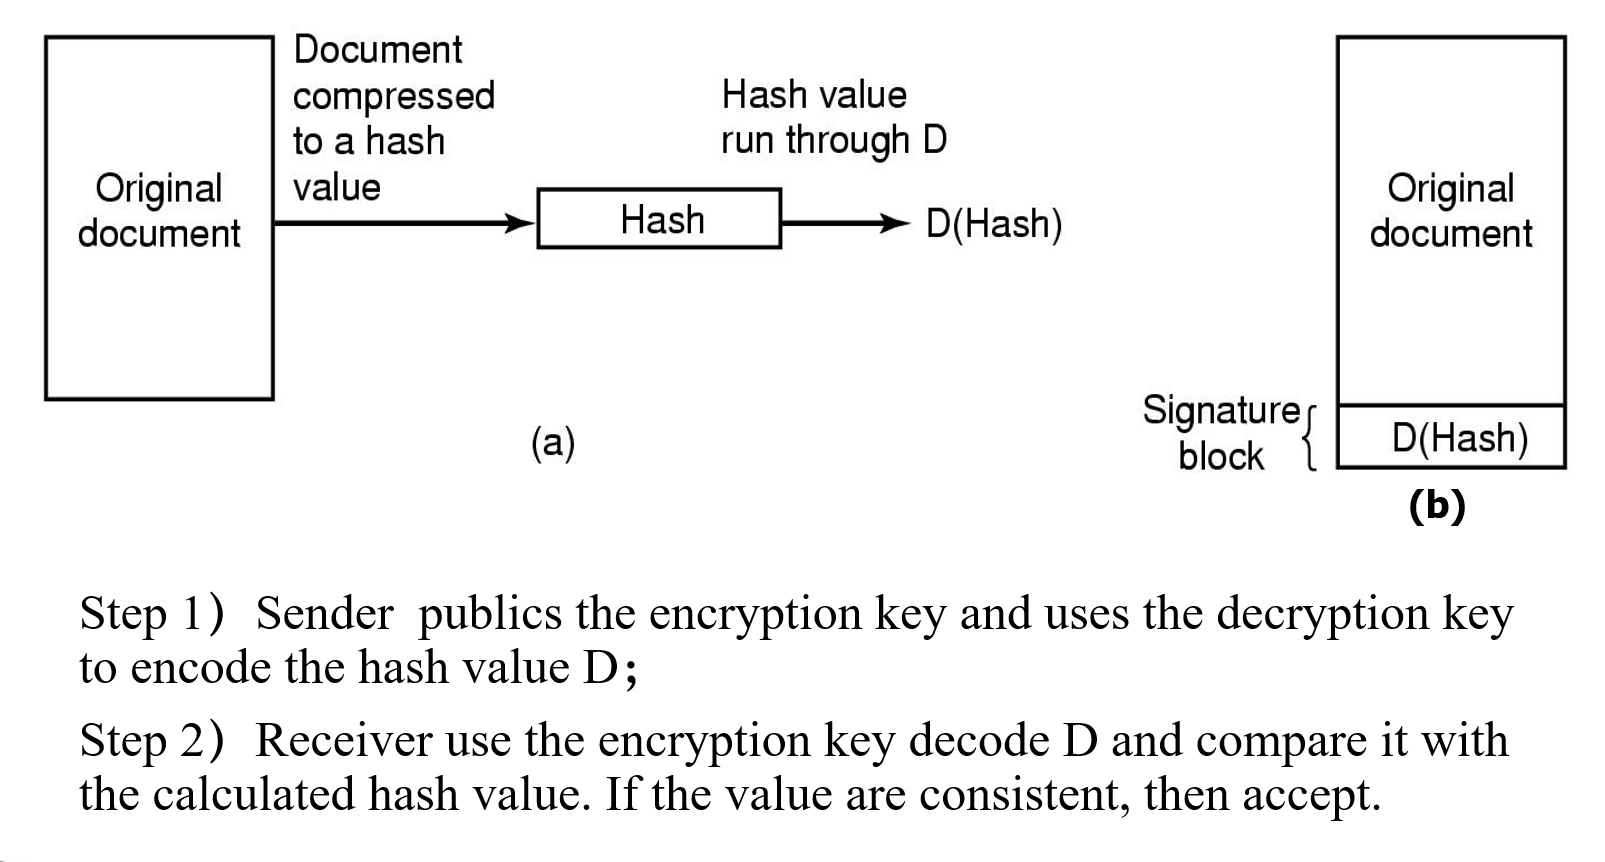 Document
compressed
to a hash
value
Original
document
Hash
Hash value
run through D
D(Hash)
(a)
Original
document
Signature
block
D(Hash)
(b)
Step 1） Sender publics the encryption key and uses the decryption key
to encode the hash value D；
Step 2） Receiver use the encryption key decode D and compare it with
the calculated hash value. If the value are consistent, then accept.